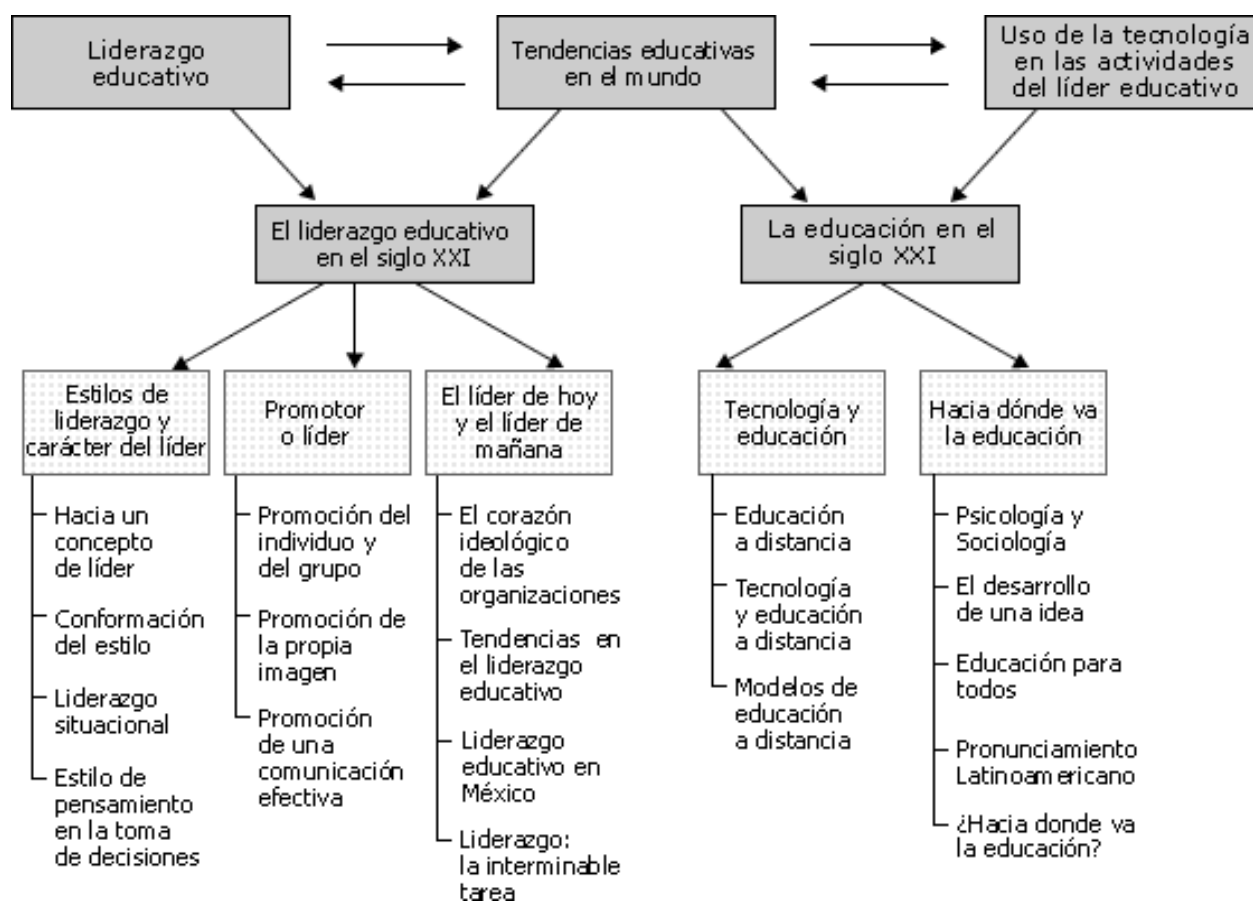 Liderazgo
educativo
Tendencias educativas
en el mundo
Uso de la tecnología
en las actividades
del líder educativo
El liderazgo educativo
en el siglo XXI
La educación en el
siglo XXI
Estilos de
liderazgo y
carácter del líder
Promotor
o líder
El líder de hoy
y el líder de
mañana
Tecnología y
educación
Hacia dónde va
la educación
Hacia un
concepto
de líder
Conformación
del estilo
Liderazgo
situacional
Estilo de
pensamiento
en la toma
de decisiones
Promoción del
individuo y
del grupo
Promoción de
la propia
imagen
Promoción
de una
comunicación
efectiva
El corazón
ideológico
de las
organizaciones
Tendencias en
el liderazgo
educativo
Liderazgo
educativo en
México
Liderazgo:
la interminable
tarea
Educación
a distancia
Tecnología
y educación
a distancia
Modelos de
educación
a distancia
Psicología y
Sociología
El desarrollo
de una idea
Educación para
todos
Pronunciamiento
Latinoamericano
¿Hacia donde va
la educación?